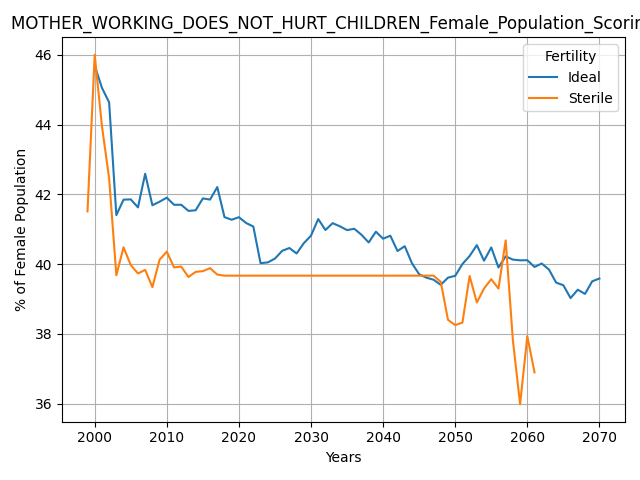 MOTHER_WORKING_DOES_NOT_HURT_CHILDREN_Female_Population_Scorin
Fertility
Ideal
Sterile
% of Female Population
46
44
42
40
38
36
2000 2010 2020 2030 2040 2050 2060 2070
Years